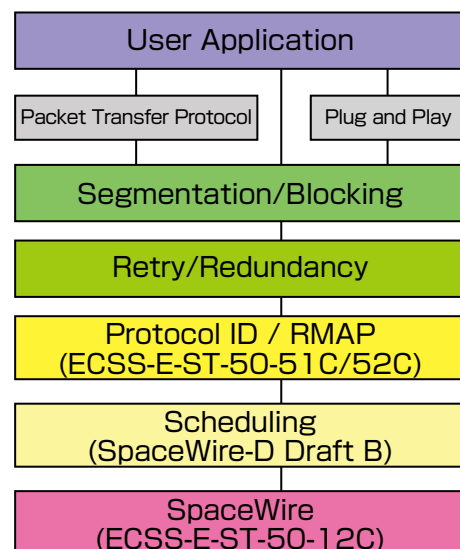 User Application
Packet Transfer Protocol
Plug and Play
Segmentation/Blocking
Retry/Redundancy
Protocol ID / RMAP
(ECSS-E-ST-50-51C/52C)
Scheduling
(SpaceWire-D Draft B)
SpaceWire
(ECSS-E-ST-50-12C)